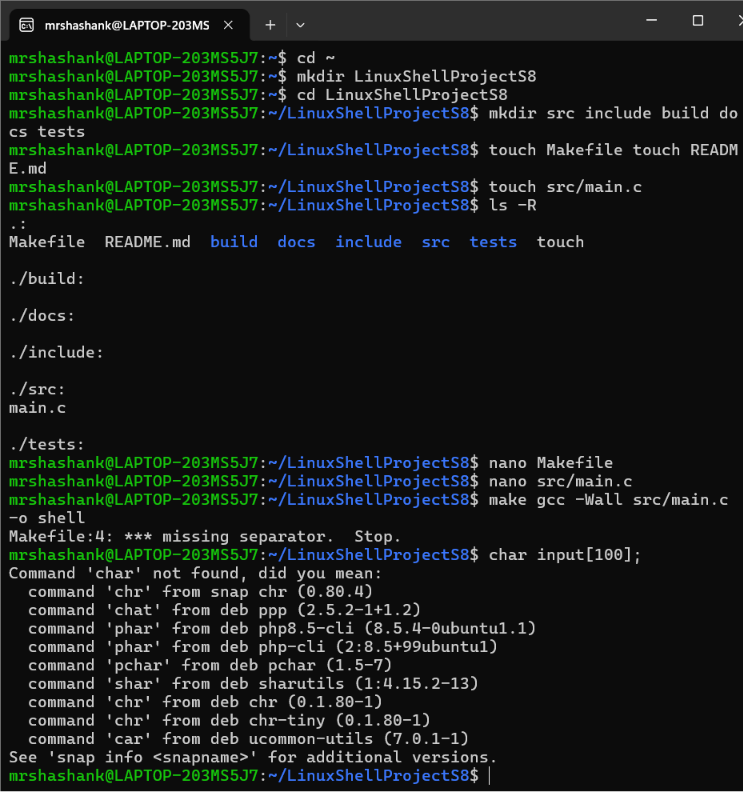 mrshashank@LAPTOP-203MS
mrshashank@LAPTOP-203MS5J7:~$ cd ~
mrshashank@LAPTOP-203MS5J7:~$ mkdir LinuxShellProjectS8
mrshashank@LAPTOP-203MS5J7:~$ cd LinuxShellProjectS8
mrshashank@LAPTOP-203MS5J7:~/LinuxShellProjectS8$ mkdir src include build do
cs tests
mrshashank@LAPTOP-203MS5J7:~/LinuxShellProjectS8$ touch Makefile touch READM
E.md
mrshashank@LAPTOP-203MS5J7:~/LinuxShellProjectS8$ touch src/main.c
mrshashank@LAPTOP-203MS5J7:~/LinuxShellProjectS8$ ls -R
.:
Makefile  README.md  build  docs  include  src  tests  touch

./build:

./docs:

./include:

./src:
main.c

./tests:
mrshashank@LAPTOP-203MS5J7:~/LinuxShellProjectS8$ nano Makefile
mrshashank@LAPTOP-203MS5J7:~/LinuxShellProjectS8$ nano src/main.c
mrshashank@LAPTOP-203MS5J7:~/LinuxShellProjectS8$ make gcc -Wall src/main.c
-o shell
Makefile:4: *** missing separator.  Stop.
mrshashank@LAPTOP-203MS5J7:~/LinuxShellProjectS8$ char input[100];
Command 'char' not found, did you mean:
  command 'chr' from snap chr (0.80.4)
  command 'chat' from deb ppp (2.5.2-1+1.2)
  command 'phar' from deb php8.5-cli (8.5.4-0ubuntu1.1)
  command 'phar' from deb php-cli (2:8.5+99ubuntu1)
  command 'pchar' from deb pchar (1.5-7)
  command 'shar' from deb sharutils (1:4.15.2-13)
  command 'chr' from deb chr (0.1.80-1)
  command 'chr' from deb chr-tiny (0.1.80-1)
  command 'car' from deb ucommon-utils (7.0.1-1)
See 'snap info <snapname>' for additional versions.
mrshashank@LAPTOP-203MS5J7:~/LinuxShellProjectS8$